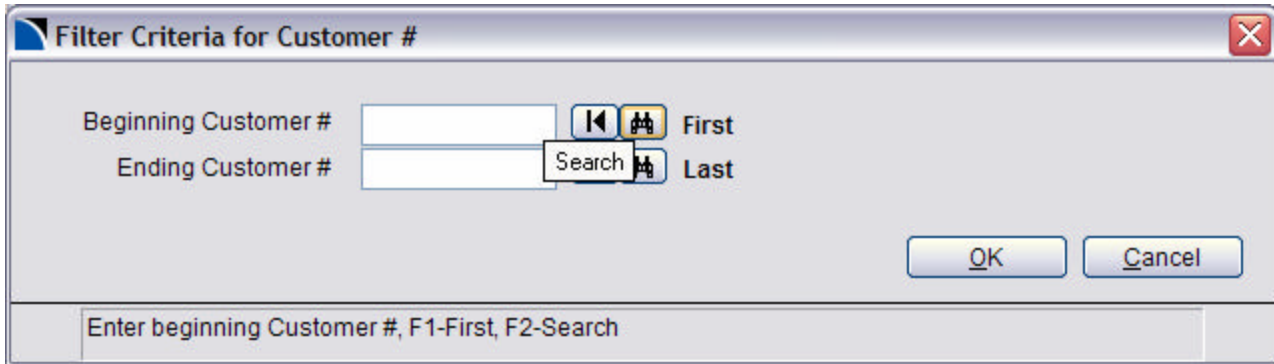 Filter Criteria for Customer #
Beginning Customer # First
Search
Ending Customer # Last
OK Cancel
Enter beginning Customer #, F1-First, F2-Search